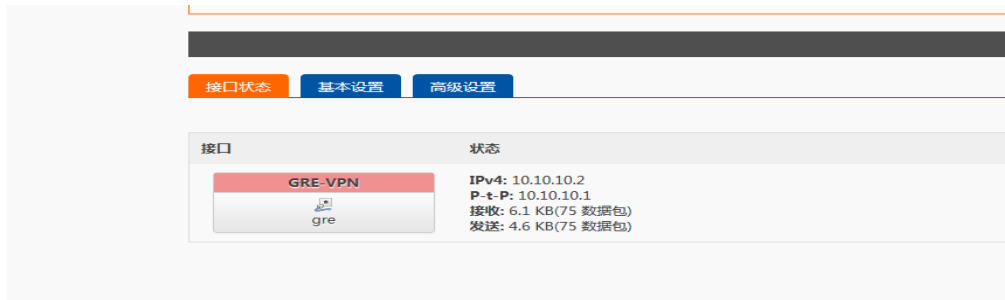 接口状态 基本设置 高级设置
接口 状态
GRE-VPN
gre
IPv4: 10.10.10.2
P-t-P: 10.10.10.1
接收: 6.1 KB(75 数据包)
发送: 4.6 KB(75 数据包)